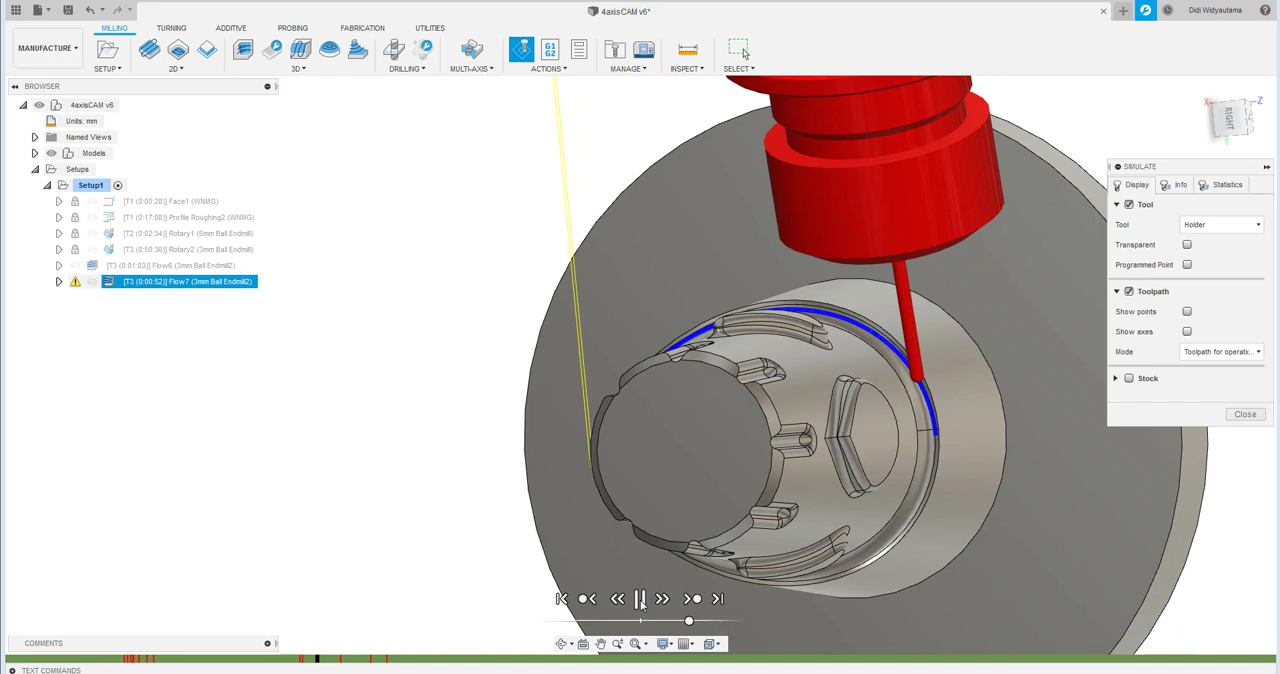 4axisCAM v6*
Didi Widyautama
MILLING TURNING ADDITIVE PROBING FABRICATION UTILITIES
MANUFACTURE
G1
G2
SETUP 2D 3D DRILLING MULTI-AXIS ACTIONS MANAGE INSPECT SELECT
BROWSER
4axisCAM v6
Units: mm
Named Views
Models
Setups
Setup1
[T1 (0:00:28)] Face1 (WNMG)
[T1 (0:17:08)] Profile Roughing2 (WNMG)
[T2 (0:02:34)] Rotary1 (6mm Ball Endmill)
[T3 (0:50:36)] Rotary2 (3mm Ball Endmill)
[T3 (0:01:03)] Flow6 (3mm Ball Endmill2)
[T3 (0:00:52)] Flow7 (3mm Ball Endmill2)
X Z
RIGHT
Y
SIMULATE
Display Info Statistics
Tool
Tool Holder
Transparent
Programmed Point
Toolpath
Show points
Show axes
Mode Toolpath for operati...
Stock
Close
COMMENTS
TEXT COMMANDS